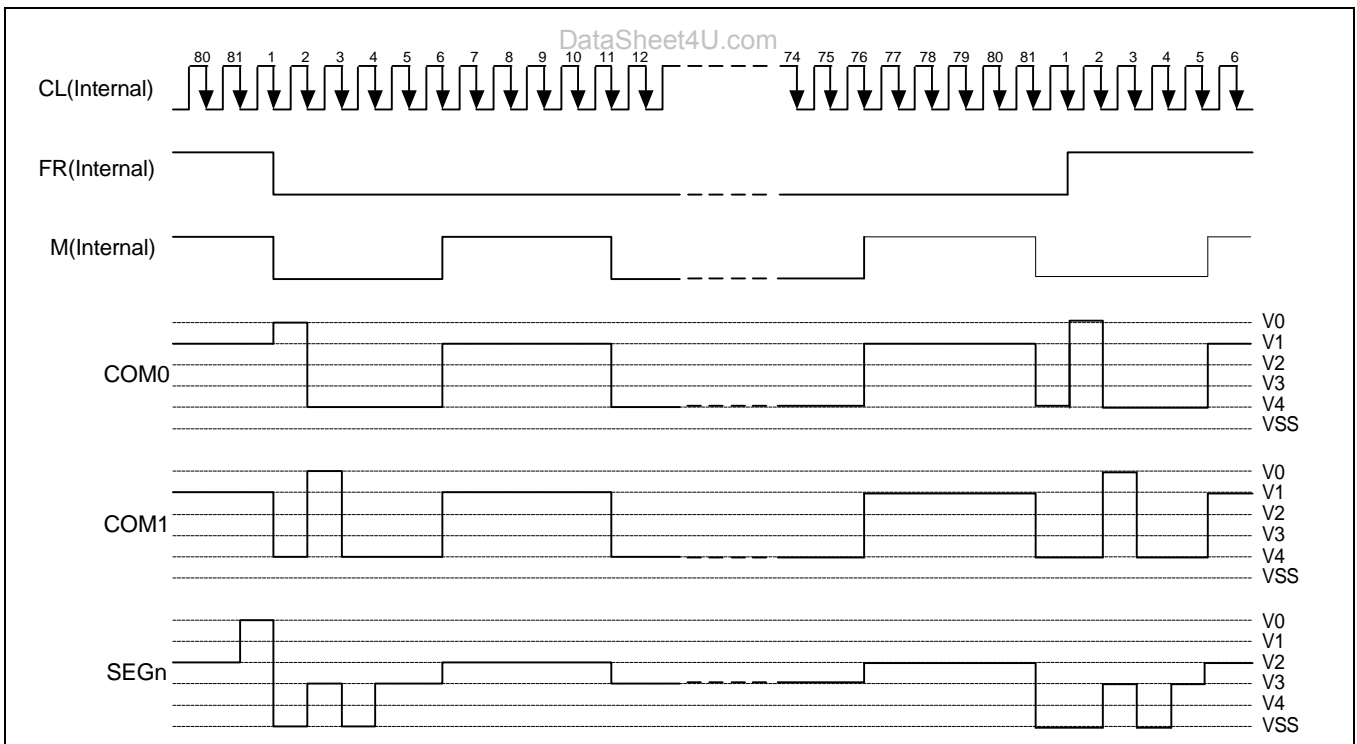 DataSheet4U.com
80 81 1 2 3 4 5 6 7 8 9 10 11 12 74 75 76 77 78 79 80 81 1 2 3 4 5 6
CL(Internal)
FR(Internal)
M(Internal)
COM0
V0
V1
V2
V3
V4
VSS
COM1
V0
V1
V2
V3
V4
VSS
SEGn
V0
V1
V2
V3
V4
VSS